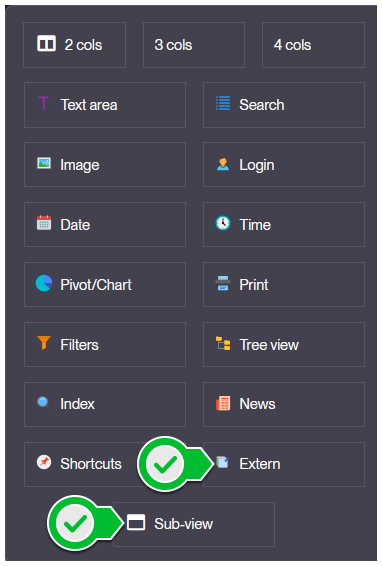 2 cols 3 cols 4 cols
Text area Search
Image Login
Date Time
Pivot/Chart Print
Filters Tree view
Index News
Shortcuts Extern
Sub-view